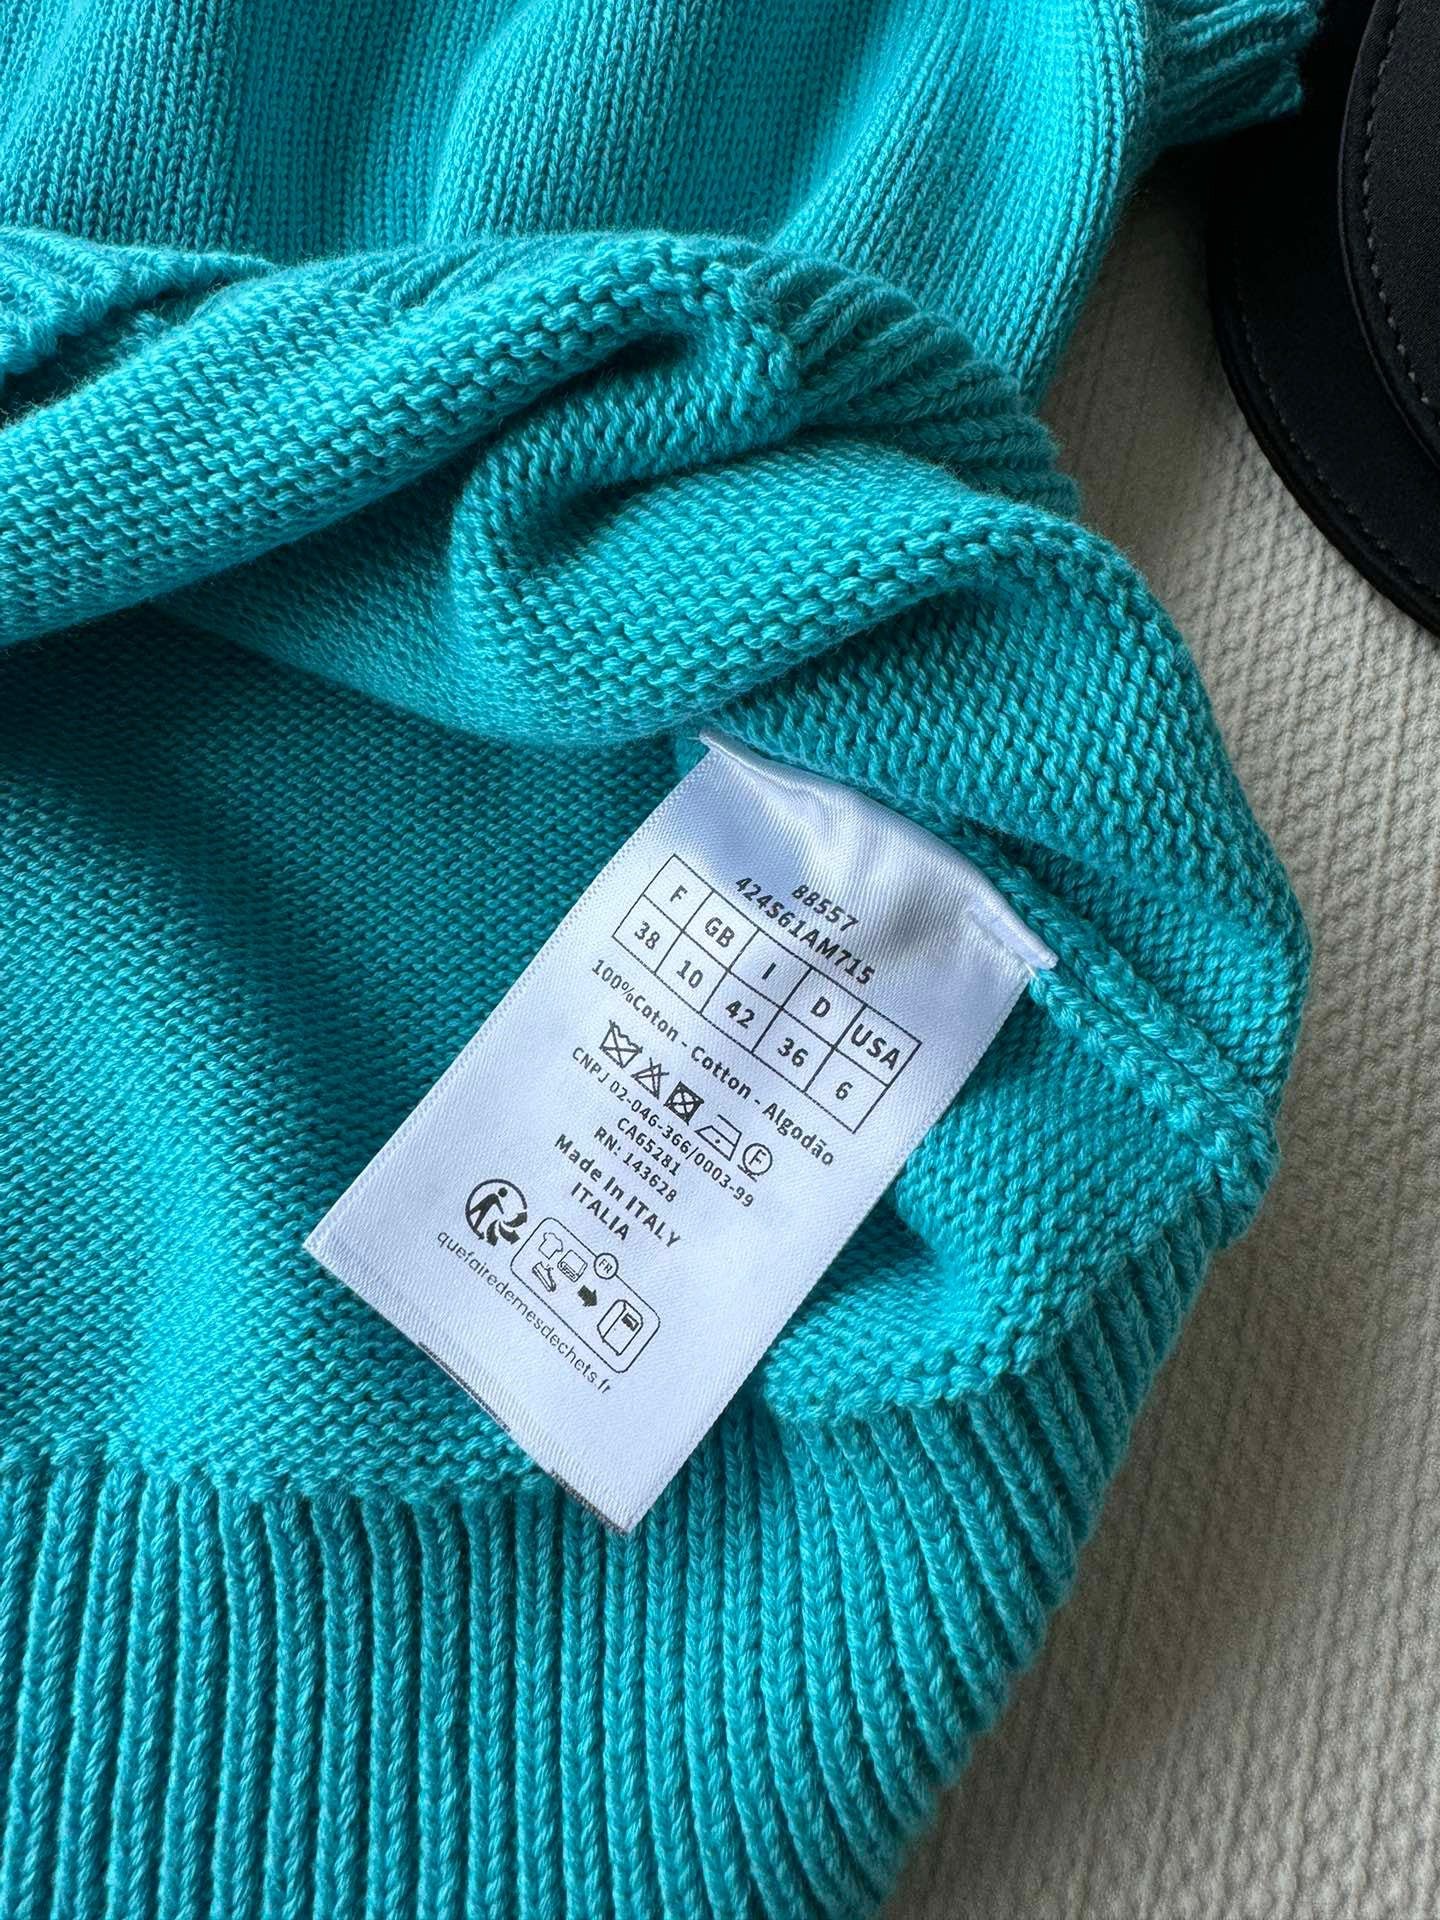 88557
424S61AM715
F GB I D USA
38 10 42 36 6
100%Coton - Cotton - Algodão
F
CNPJ 02-046-366/0003-99
CA65281
RN: 143628
Made In ITALY
ITALIA
FR
quefairedemesdechets.fr